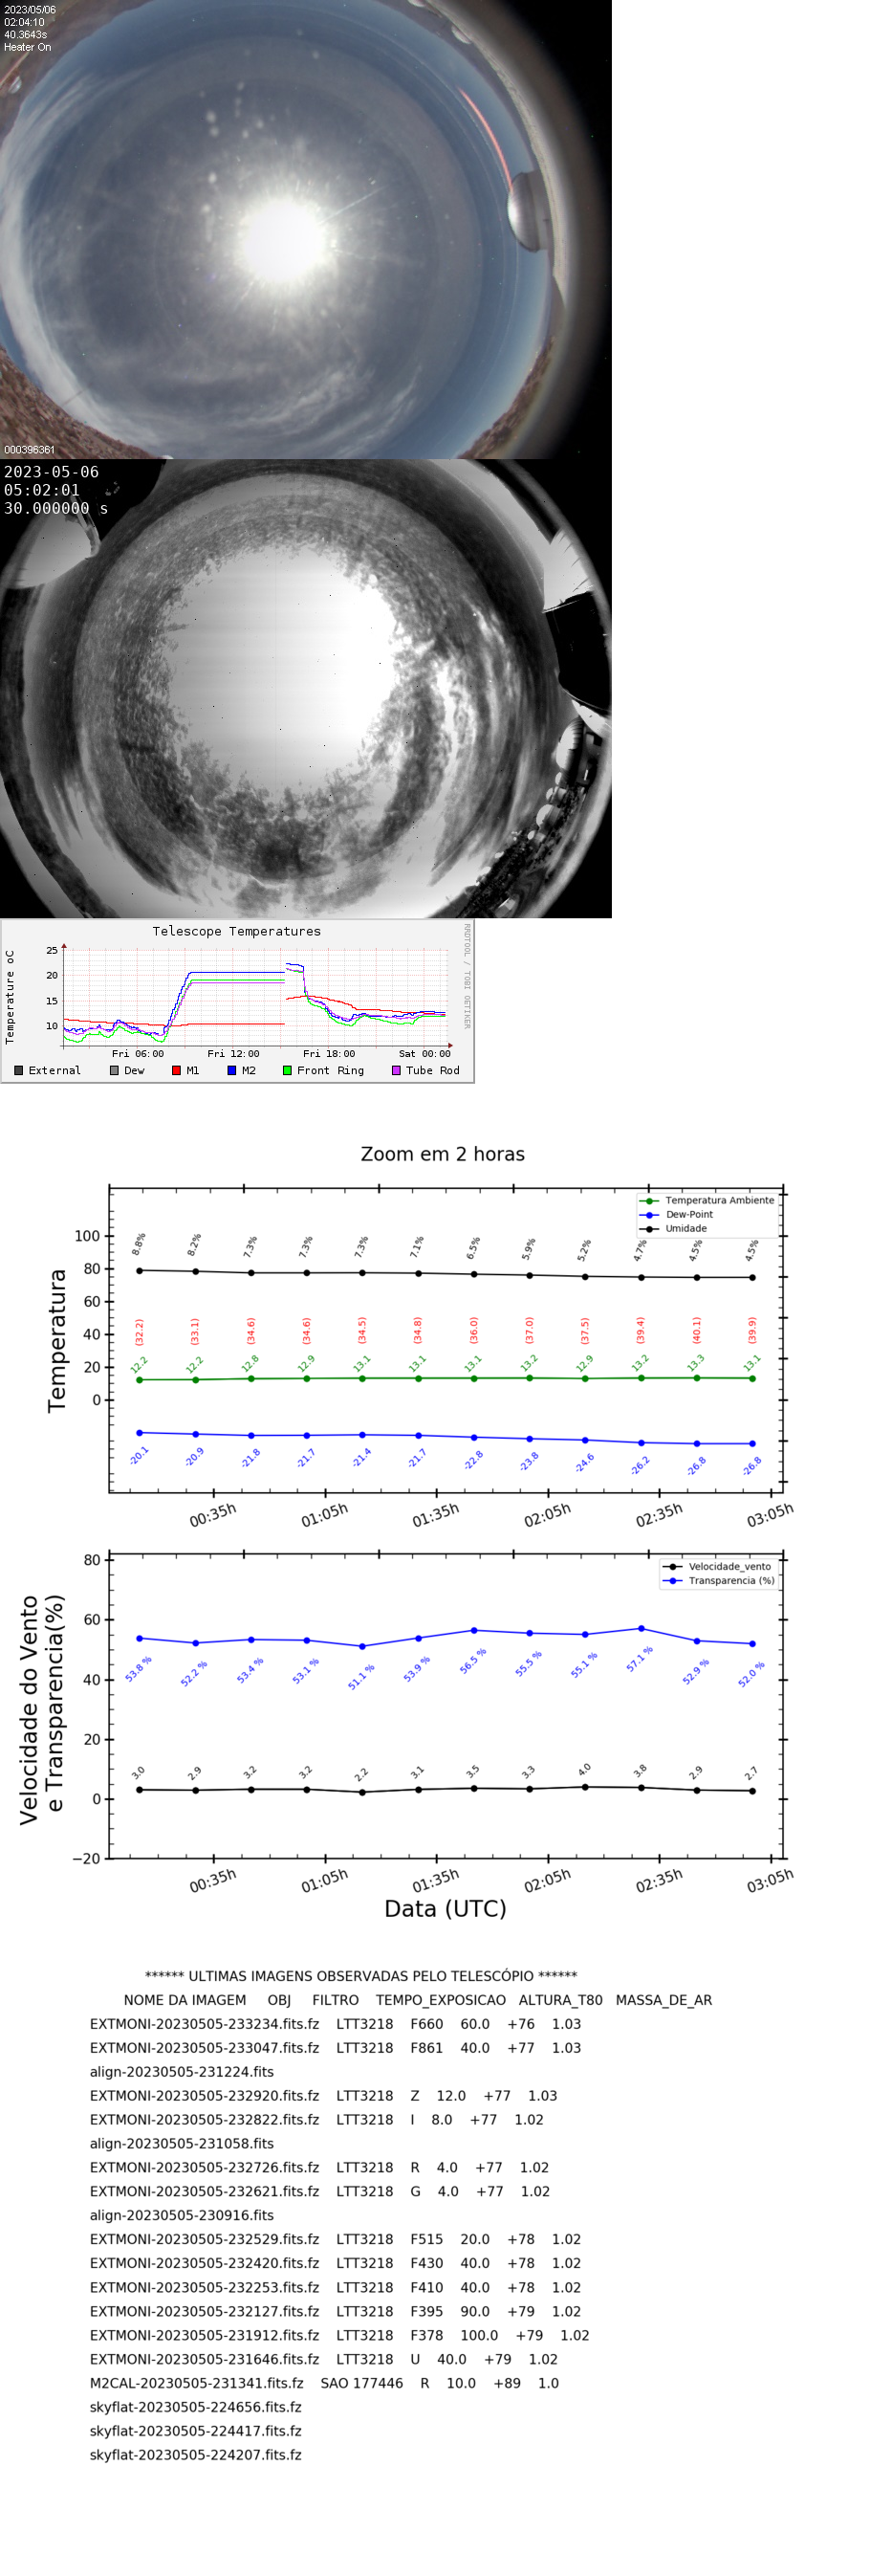 2023/05/06
02:04:10
40.3643s
Heater On
000396361
2023-05-06
05:02:01
30.000000 s
Telescope Temperatures
Temperature oC
RRDTOOL / TOBI OETIKER
25
20
15
10
Fri 06:00 Fri 12:00 Fri 18:00 Sat 00:00
External Dew M1 M2 Front Ring Tube Rod
Zoom em 2 horas
Temperatura
Temperatura Ambiente
Dew-Point
Umidade
100
80
60
40
20
0
8.8% 8.2% 7.3% 7.3% 7.3% 7.1% 6.5% 5.9% 5.2% 4.7% 4.5% 4.5%
(32.2) (33.1) (34.6) (34.6) (34.5) (34.8) (36.0) (37.0) (37.5) (39.4) (40.1) (39.9)
12.2 12.2 12.8 12.9 13.1 13.1 13.1 13.2 12.9 13.2 13.3 13.1
-20.1 -20.9 -21.8 -21.7 -21.4 -21.7 -22.8 -23.8 -24.6 -26.2 -26.8 -26.8
00:35h 01:05h 01:35h 02:05h 02:35h 03:05h
Velocidade do Vento
e Transparencia(%)
Velocidade_vento
Transparencia (%)
80
60
40
20
0
−20
53.8 % 52.2 % 53.4 % 53.1 % 51.1 % 53.9 % 56.5 % 55.5 % 55.1 % 57.1 % 52.9 % 52.0 %
3.0 2.9 3.2 3.2 2.2 3.1 3.5 3.3 4.0 3.8 2.9 2.7
00:35h 01:05h 01:35h 02:05h 02:35h 03:05h
Data (UTC)
****** ULTIMAS IMAGENS OBSERVADAS PELO TELESCÓPIO ******
NOME DA IMAGEM OBJ FILTRO TEMPO_EXPOSICAO ALTURA_T80 MASSA_DE_AR
EXTMONI-20230505-233234.fits.fz LTT3218 F660 60.0 +76 1.03
EXTMONI-20230505-233047.fits.fz LTT3218 F861 40.0 +77 1.03
align-20230505-231224.fits
EXTMONI-20230505-232920.fits.fz LTT3218 Z 12.0 +77 1.03
EXTMONI-20230505-232822.fits.fz LTT3218 I 8.0 +77 1.02
align-20230505-231058.fits
EXTMONI-20230505-232726.fits.fz LTT3218 R 4.0 +77 1.02
EXTMONI-20230505-232621.fits.fz LTT3218 G 4.0 +77 1.02
align-20230505-230916.fits
EXTMONI-20230505-232529.fits.fz LTT3218 F515 20.0 +78 1.02
EXTMONI-20230505-232420.fits.fz LTT3218 F430 40.0 +78 1.02
EXTMONI-20230505-232253.fits.fz LTT3218 F410 40.0 +78 1.02
EXTMONI-20230505-232127.fits.fz LTT3218 F395 90.0 +79 1.02
EXTMONI-20230505-231912.fits.fz LTT3218 F378 100.0 +79 1.02
EXTMONI-20230505-231646.fits.fz LTT3218 U 40.0 +79 1.02
M2CAL-20230505-231341.fits.fz SAO 177446 R 10.0 +89 1.0
skyflat-20230505-224656.fits.fz
skyflat-20230505-224417.fits.fz
skyflat-20230505-224207.fits.fz